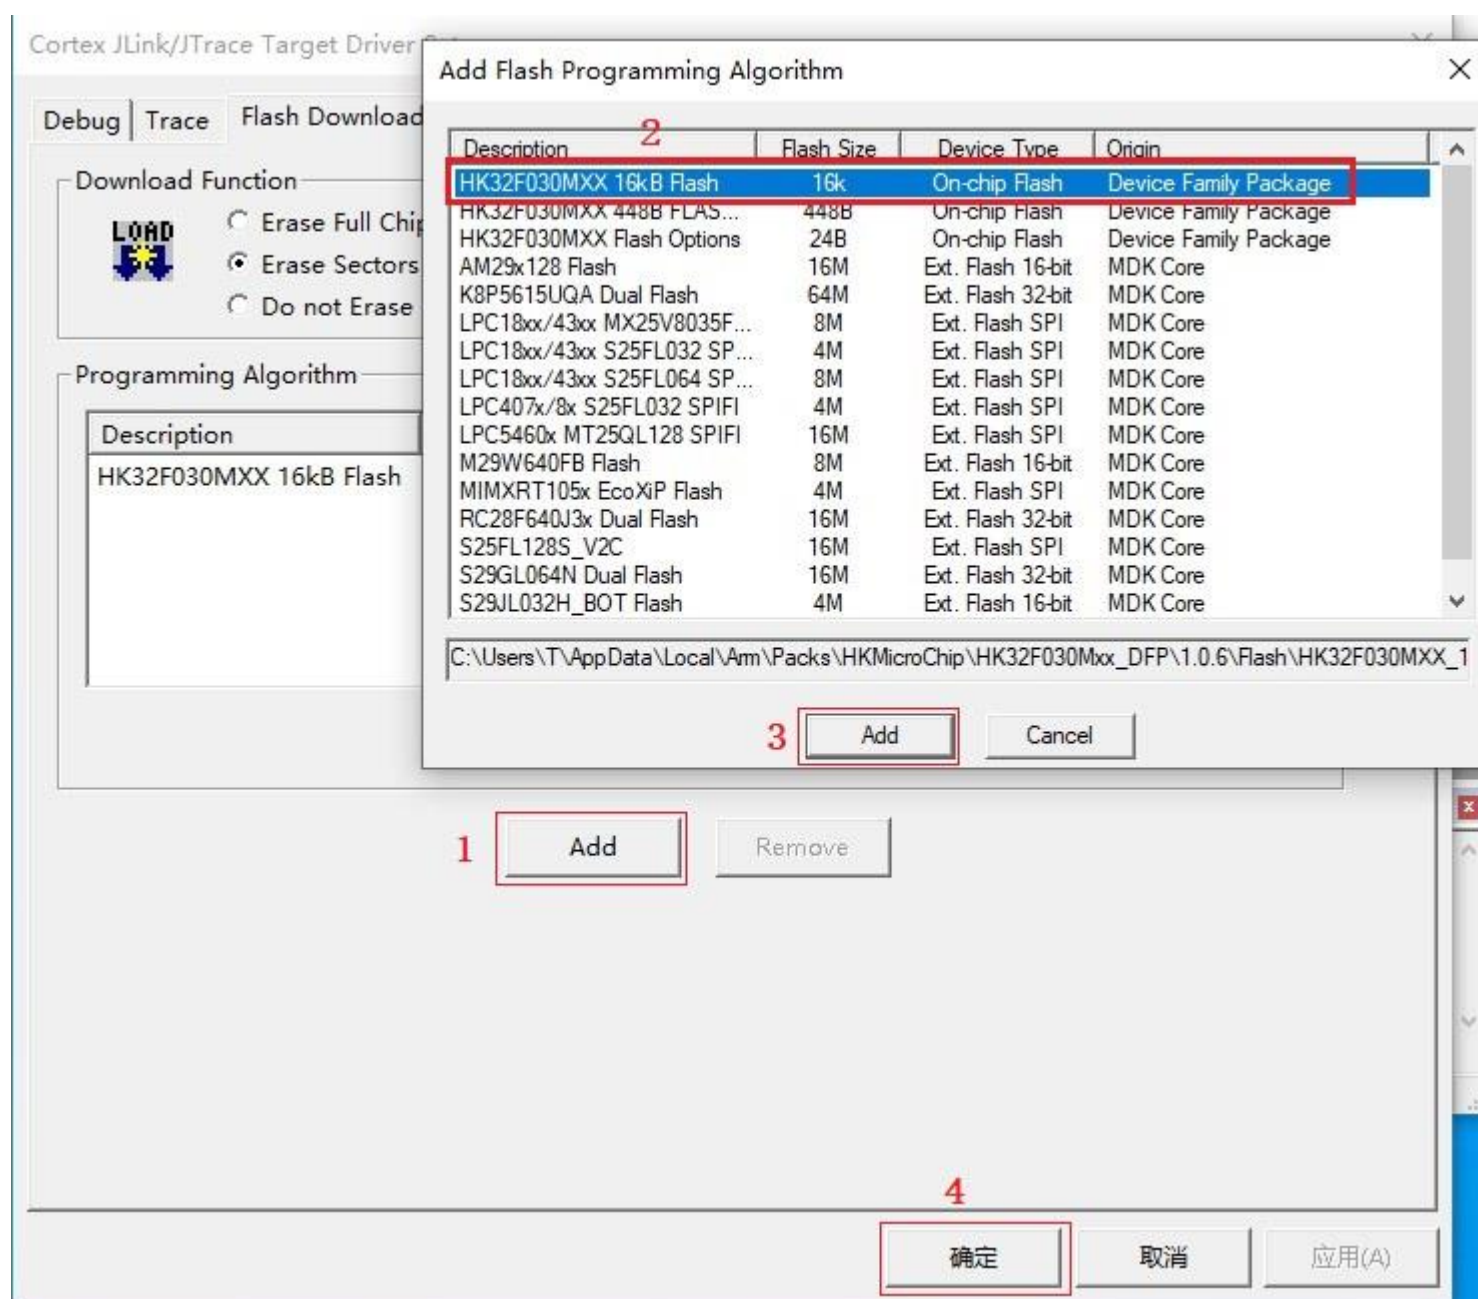 Cortex JLink/JTrace Target Driver
Add Flash Programming Algorithm
Debug Trace Flash Download
2
Description Flash Size Device Type Origin
HK32F030MXX 16kB Flash 16k On-chip Flash Device Family Package
HK32F030MXX 448B FLAS... 448B On-chip Flash Device Family Package
HK32F030MXX Flash Options 24B On-chip Flash Device Family Package
AM29x128 Flash 16M Ext. Flash 16-bit MDK Core
K8P5615UQA Dual Flash 64M Ext. Flash 32-bit MDK Core
LPC18xx/43xx MX25V8035F... 8M Ext. Flash SPI MDK Core
LPC18xx/43xx S25FL032 SP... 4M Ext. Flash SPI MDK Core
LPC18xx/43xx S25FL064 SP... 8M Ext. Flash SPI MDK Core
LPC407x/8x S25FL032 SPIFI 4M Ext. Flash SPI MDK Core
LPC5460x MT25QL128 SPIFI 16M Ext. Flash SPI MDK Core
M29W640FB Flash 8M Ext. Flash 16-bit MDK Core
MIMXRT105x EcoXiP Flash 4M Ext. Flash SPI MDK Core
RC28F640J3x Dual Flash 16M Ext. Flash 32-bit MDK Core
S25FL128S_V2C 16M Ext. Flash SPI MDK Core
S29GL064N Dual Flash 16M Ext. Flash 32-bit MDK Core
S29JL032H_BOT Flash 4M Ext. Flash 16-bit MDK Core
C:\Users\T\AppData\Local\Arm\Packs\HKMicroChip\HK32F030Mxx_DFP\1.0.6\Flash\HK32F030MXX_1
3 Add Cancel
Download Function
LOAD
Erase Full Chip
Erase Sectors
Do not Erase
Programming Algorithm
Description
HK32F030MXX 16kB Flash
1 Add Remove
4
确定 取消 应用(A)